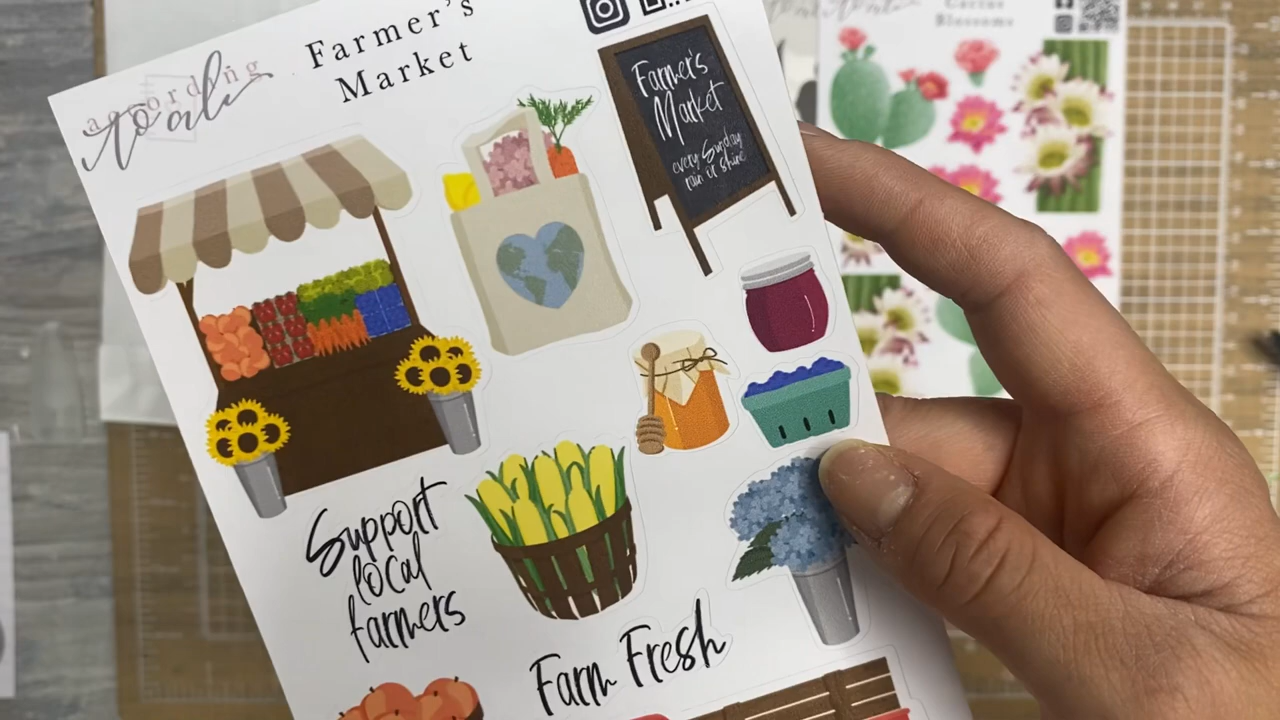 according
to ali
Farmer's
Market
Farmer's
Market
every Sunday
rain or shine
Support
local
farmers
Farm Fresh
Cactus
Blossoms